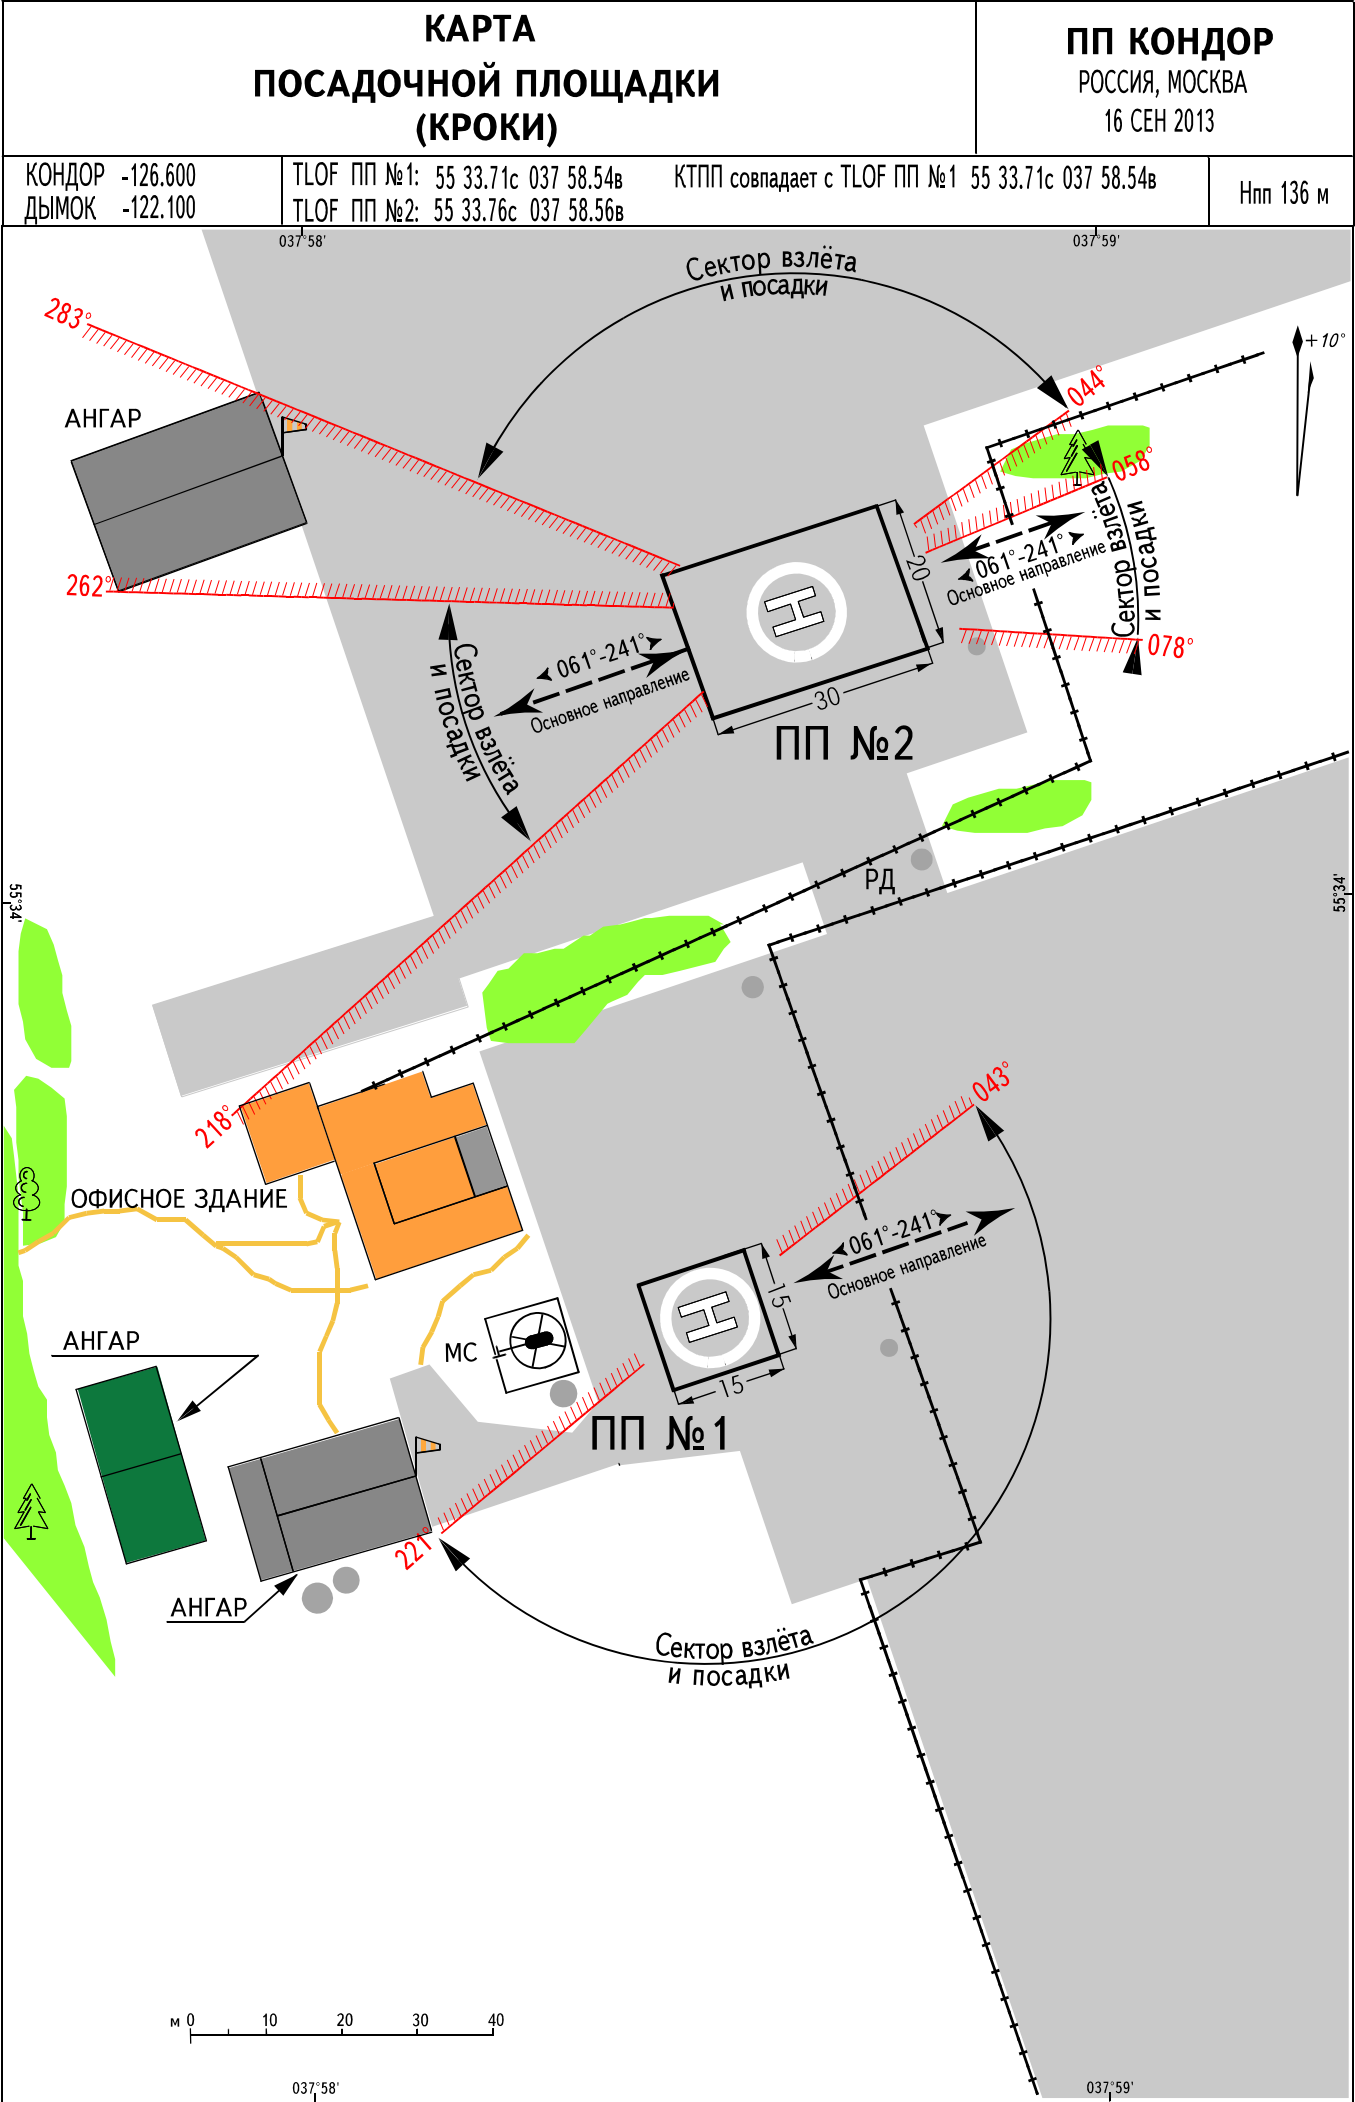 КАРТА
ПОСАДОЧНОЙ ПЛОЩАДКИ
(КРОКИ)
ПП КОНДОР
РОССИЯ, МОСКВА
16 СЕН 2013
КОНДОР -126.600
ДЫМОК -122.100
TLOF ПП №1: 55 33.71с 037 58.54в
TLOF ПП №2: 55 33.76с 037 58.56в
КТПП совпадает с TLOF ПП №1 55 33.71с 037 58.54в
Нпп 136 м
037°58'
037°59'
Сектор взлёта
и посадки
283°
+10°
044°
АНГАР
058°
Сектор взлёта
и посадки
20
061°-241°
Основное направление
262°
078°
061°-241°
Основное направление
Сектор взлёта
и посадки
30
ПП №2
РД
55°34'
55°34'
043°
218°
ОФИСНОЕ ЗДАНИЕ
061°-241°
Основное направление
15
АНГАР
МС
15
ПП №1
221°
АНГАР
Сектор взлёта
и посадки
м 0 10 20 30 40
037°58'
037°59'